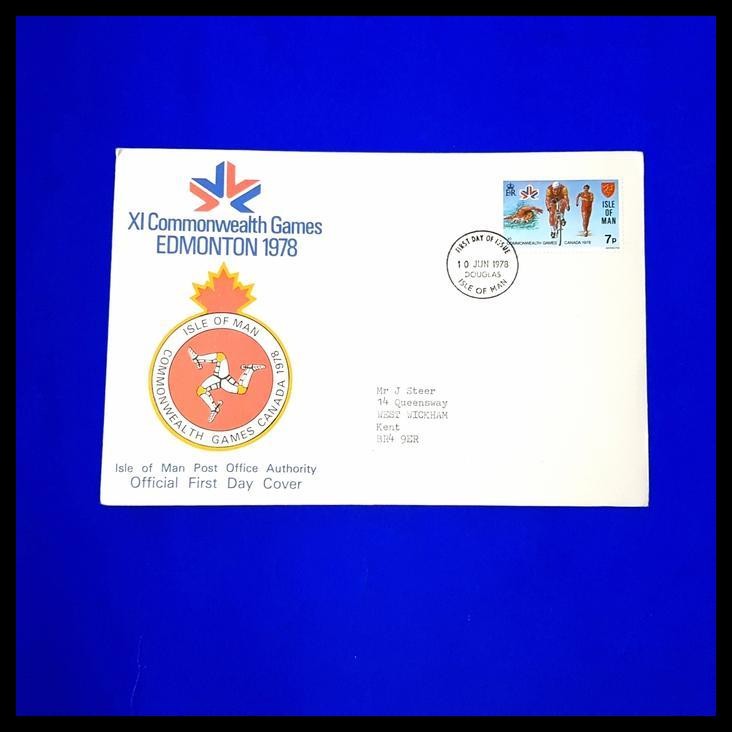 XI Commonwealth Games
EDMONTON 1978
ISLE OF MAN
COMMONWEALTH GAMES CANADA 1978
Isle of Man Post Office Authority
Official First Day Cover
FIRST DAY OF ISSUE
10 JUN 1978
DOUGLAS
ISLE OF MAN
ER
ISLE
OF
MAN
COMMONWEALTH GAMES CANADA 1978
7p
Mr J Steer
14 Queensway
WEST WICKHAM
Kent
BR4 9ER